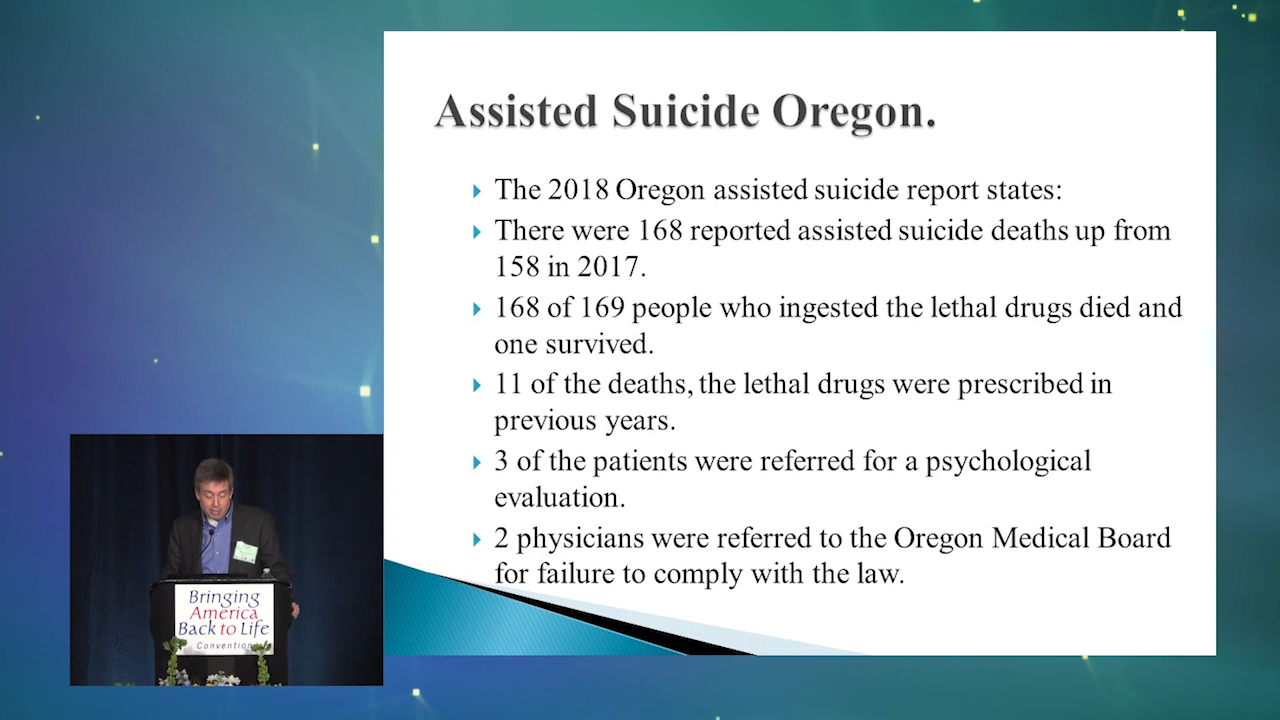 Assisted Suicide Oregon.
The 2018 Oregon assisted suicide report states:
There were 168 reported assisted suicide deaths up from
158 in 2017.
168 of 169 people who ingested the lethal drugs died and
one survived.
11 of the deaths, the lethal drugs were prescribed in
previous years.
3 of the patients were referred for a psychological
evaluation.
2 physicians were referred to the Oregon Medical Board
for failure to comply with the law.
Bringing
America
Back to Life
Convention